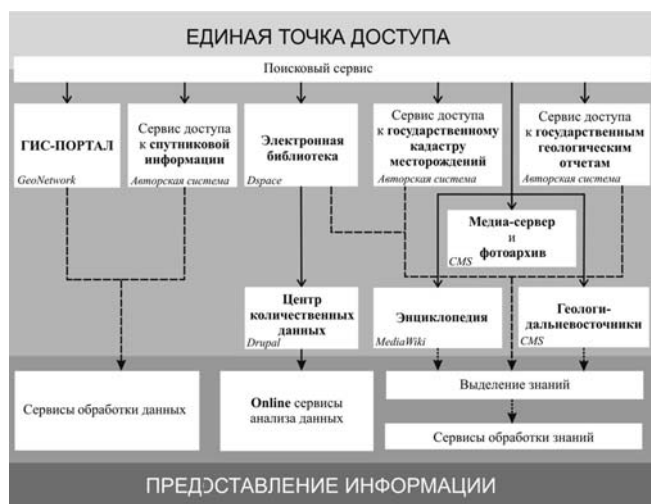 ЕДИНАЯ ТОЧКА ДОСТУПА
Поисковый сервис
ГИС-ПОРТАЛ
GeoNetwork
Сервис доступа
к спутниковой
информации
Авторская система
Электронная
библиотека
Dspace
Сервис доступа
к государственному
кадастру
месторождений
Авторская система
Сервис доступа
к государственным
геологическим
отчетам
Авторская система
Медиа-сервер
и
фотоархив
CMS
Центр
количественных
данных
Drupal
Энциклопедия
MediaWiki
Геологи-
дальневосточники
CMS
Сервисы обработки данных
Online сервисы
анализа данных
Выделение знаний
Сервисы обработки знаний
ПРЕДОСТАВЛЕНИЕ ИНФОРМАЦИИ